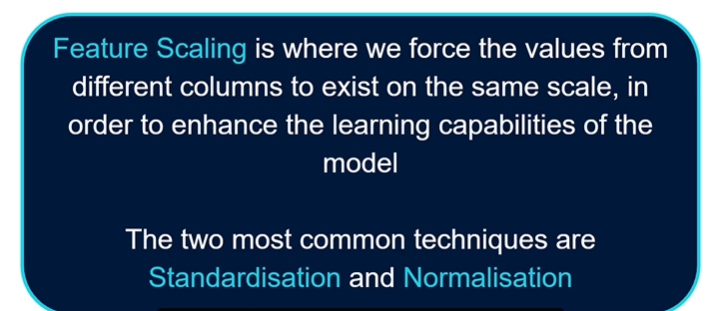 Feature Scaling is where we force the values from
different columns to exist on the same scale, in
order to enhance the learning capabilities of the
model
The two most common techniques are
Standardisation and Normalisation